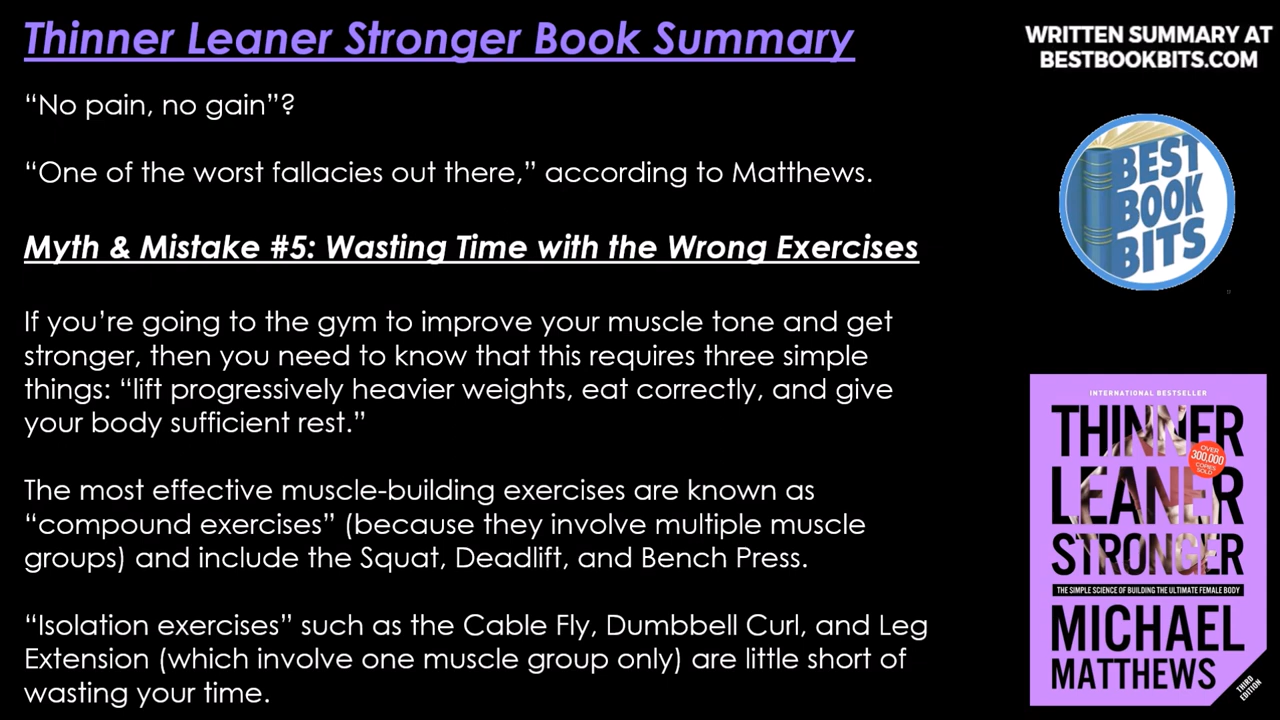 Thinner Leaner Stronger Book Summary
“No pain, no gain”?
“One of the worst fallacies out there,” according to Matthews.
Myth & Mistake #5: Wasting Time with the Wrong Exercises
If you’re going to the gym to improve your muscle tone and get
stronger, then you need to know that this requires three simple
things: “lift progressively heavier weights, eat correctly, and give
your body sufficient rest.”
The most effective muscle-building exercises are known as
“compound exercises” (because they involve multiple muscle
groups) and include the Squat, Deadlift, and Bench Press.
“Isolation exercises” such as the Cable Fly, Dumbbell Curl, and Leg
Extension (which involve one muscle group only) are little short of
wasting your time.
WRITTEN SUMMARY AT
BESTBOOKBITS.COM
BEST
BOOK
BITS
INTERNATIONAL BESTSELLER
THINNER
OVER
300,000
COPIES
SOLD
LEANER
STRONGER
THE SIMPLE SCIENCE OF BUILDING THE ULTIMATE FEMALE BODY
MICHAEL
MATTHEWS
THIRD
EDITION